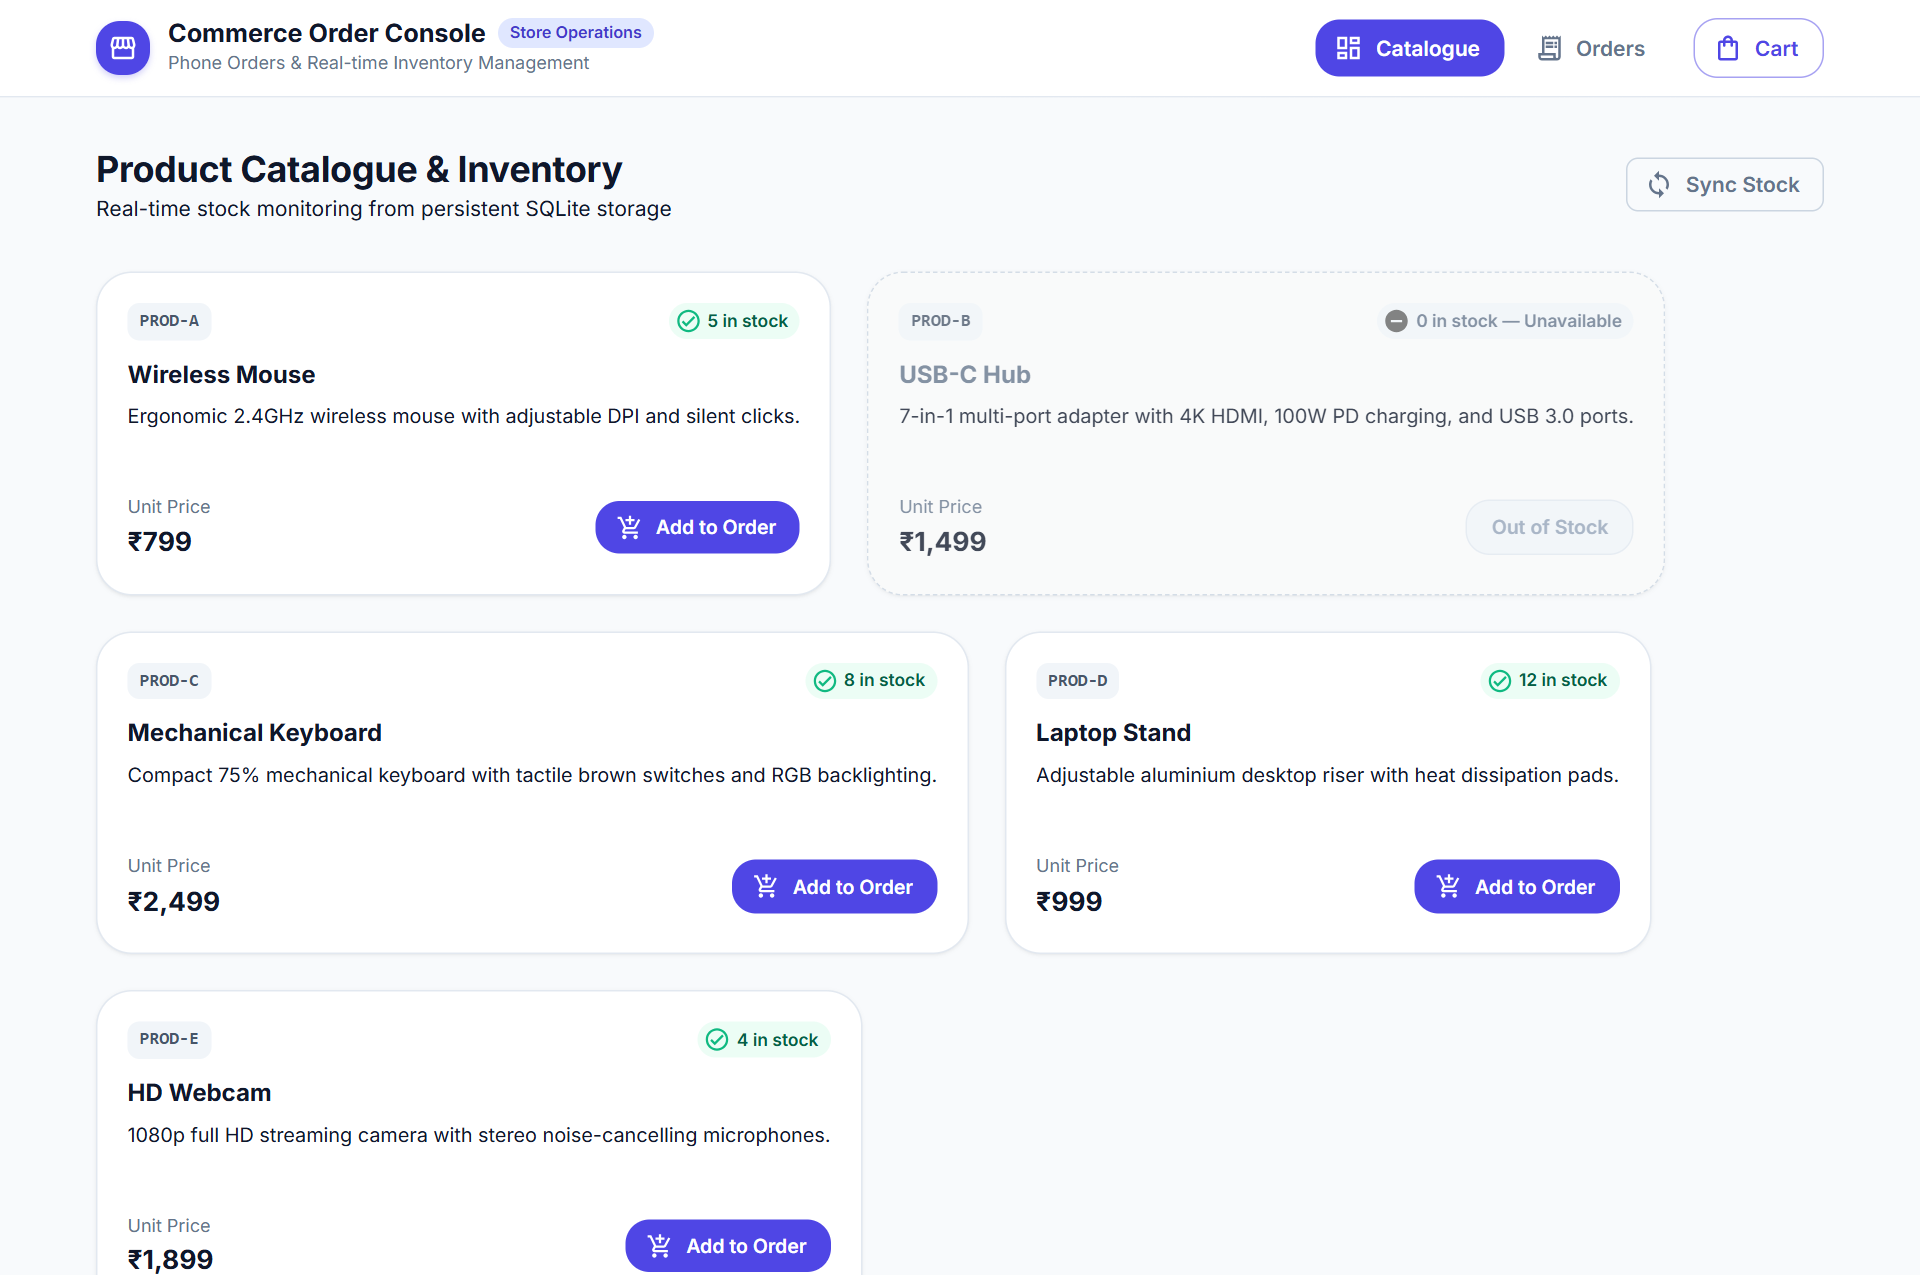 Commerce Order Console
Store Operations
Phone Orders & Real-time Inventory Management
Catalogue
Orders
Cart
Product Catalogue & Inventory
Real-time stock monitoring from persistent SQLite storage
Sync Stock
PROD-A
5 in stock
Wireless Mouse
Ergonomic 2.4GHz wireless mouse with adjustable DPI and silent clicks.
Unit Price
₹799
Add to Order
PROD-B
0 in stock — Unavailable
USB-C Hub
7-in-1 multi-port adapter with 4K HDMI, 100W PD charging, and USB 3.0 ports.
Unit Price
₹1,499
Out of Stock
PROD-C
8 in stock
Mechanical Keyboard
Compact 75% mechanical keyboard with tactile brown switches and RGB backlighting.
Unit Price
₹2,499
Add to Order
PROD-D
12 in stock
Laptop Stand
Adjustable aluminium desktop riser with heat dissipation pads.
Unit Price
₹999
Add to Order
PROD-E
4 in stock
HD Webcam
1080p full HD streaming camera with stereo noise-cancelling microphones.
Unit Price
₹1,899
Add to Order